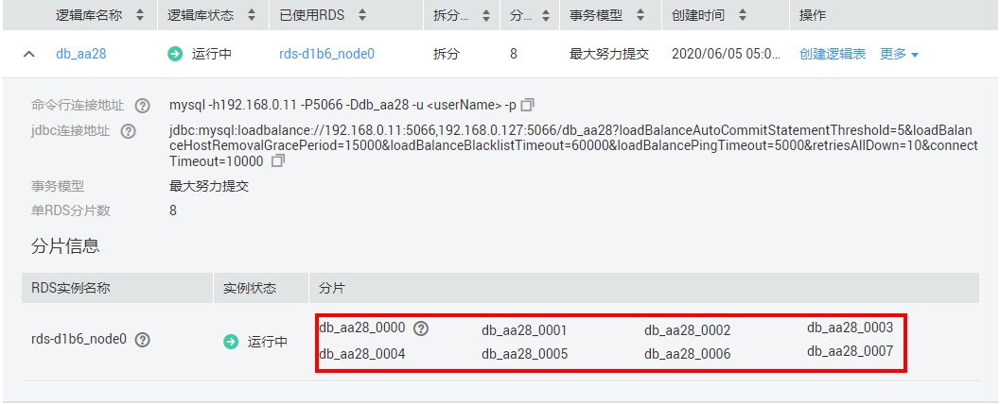 逻辑库名称 逻辑库状态 已使用RDS 拆分... 分... 事务模型 创建时间 操作
db_aa28 运行中 rds-d1b6_node0 拆分 8 最大努力提交 2020/06/05 05:0... 创建逻辑表 更多
命令行连接地址 mysql -h192.168.0.11 -P5066 -Ddb_aa28 -u <userName> -p
jdbc连接地址 jdbc:mysql:loadbalance://192.168.0.11:5066,192.168.0.127:5066/db_aa28?loadBalanceAutoCommitStatementThreshold=5&loadBalan
ceHostRemovalGracePeriod=15000&loadBalanceBlacklistTimeout=60000&loadBalancePingTimeout=5000&retriesAllDown=10&connect
Timeout=10000
事务模型 最大努力提交
单RDS分片数 8
分片信息
RDS实例名称 实例状态 分片
rds-d1b6_node0 运行中 db_aa28_0000 db_aa28_0001 db_aa28_0002 db_aa28_0003
db_aa28_0004 db_aa28_0005 db_aa28_0006 db_aa28_0007